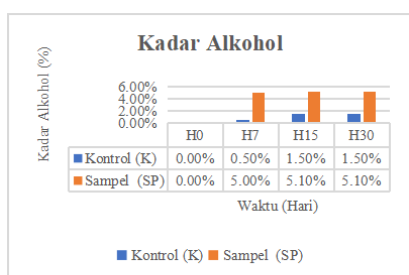 Kadar Alkohol
Kadar Alkohol (%)
6.00%
4.00%
2.00%
0.00%
H0 H7 H15 H30
Kontrol (K) 0.00% 0.50% 1.50% 1.50%
Sampel (SP) 0.00% 5.00% 5.10% 5.10%
Waktu (Hari)
Kontrol (K) Sampel (SP)